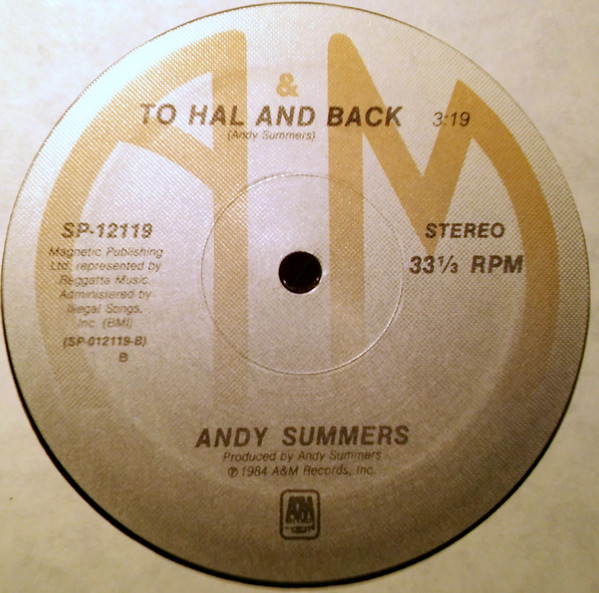 A & M
TO HAL AND BACK 3:19
(Andy Summers)
SP-12119
Magnetic Publishing
Ltd. represented by
Reggatta Music.
Administered by
Illegal Songs,
Inc. (BMI)
(SP-012119-B)
B
STEREO
33⅓ RPM
ANDY SUMMERS
Produced by Andy Summers
℗ 1984 A&M Records, Inc.
A&M